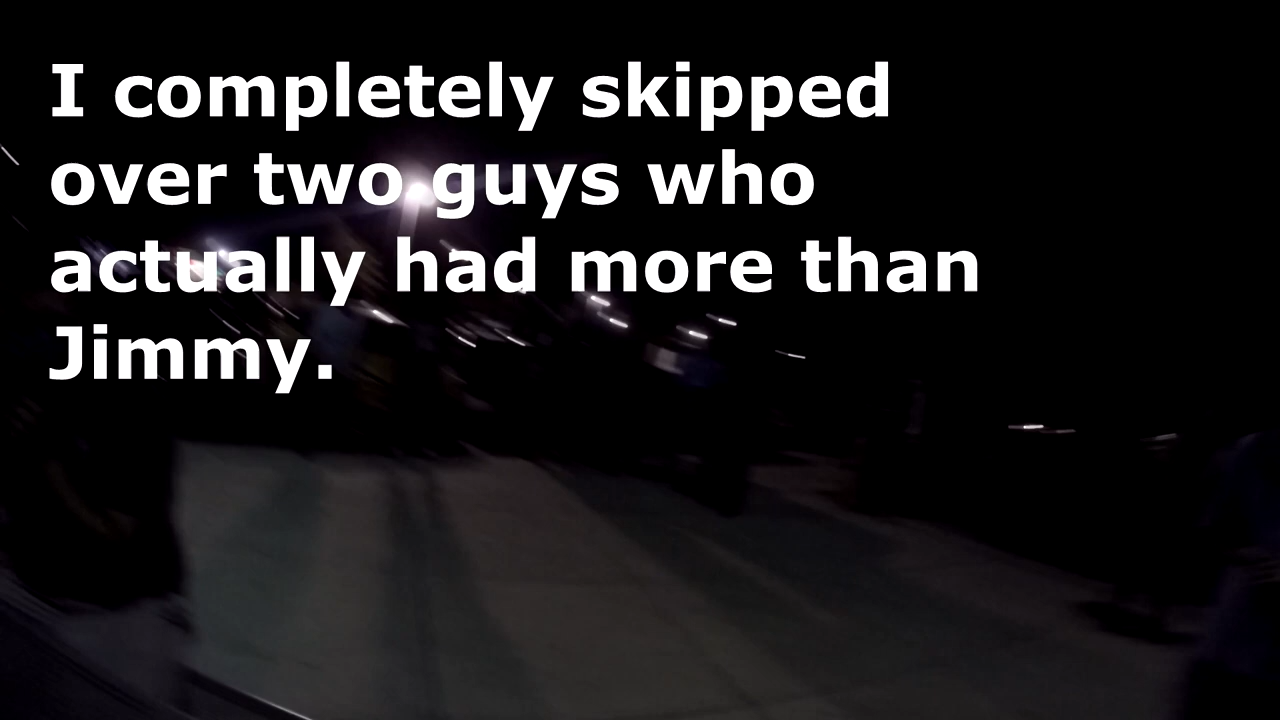 I completely skipped
over two guys who
actually had more than
Jimmy.